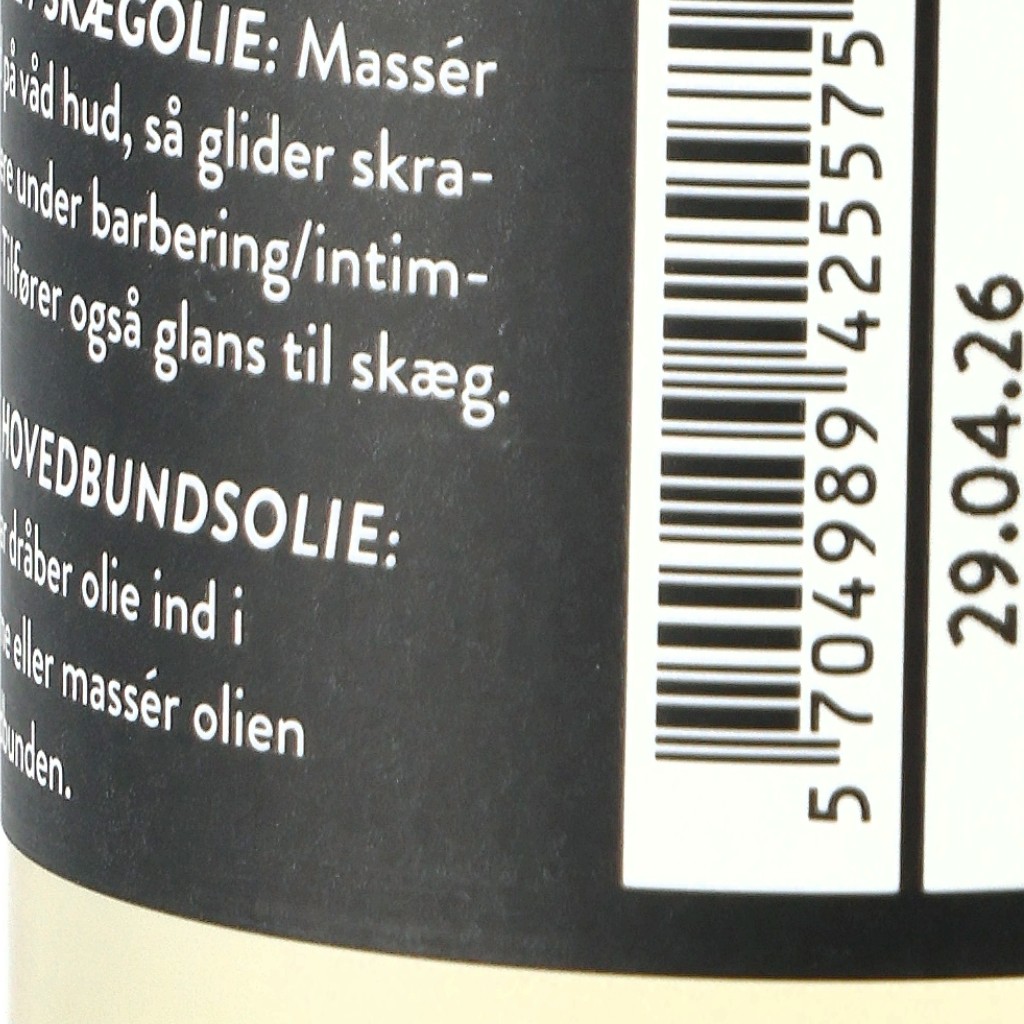 SKÆGOLIE: Massér
på våd hud, så glider skra-
under barbering/intim-
Tilfører også glans til skæg.
HOVEDBUNDSOLIE:
dråber olie ind i
eller massér olien
bunden.
5 704989 425575
29.04.26